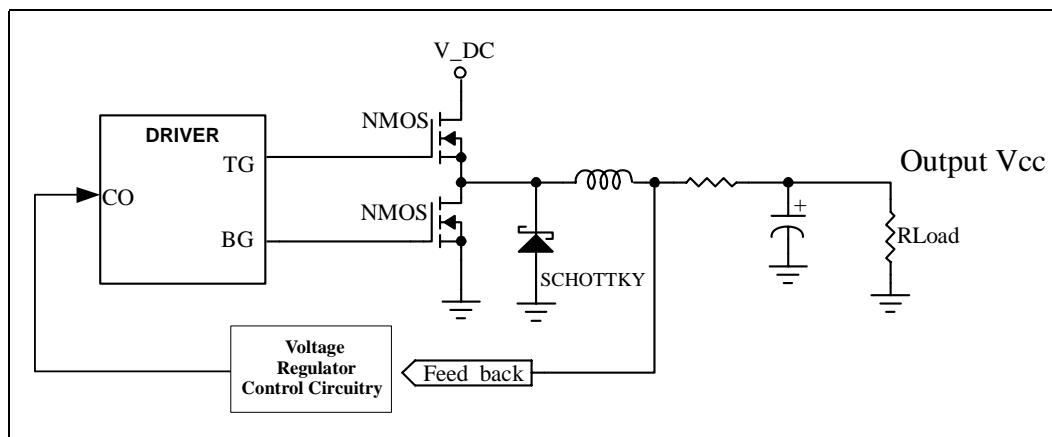 V_DC
DRIVER
NMOS
TG
CO
Output Vcc
NMOS
BG
+
RLoad
SCHOTTKY
Voltage
Regulator
Control Circuitry
Feed back